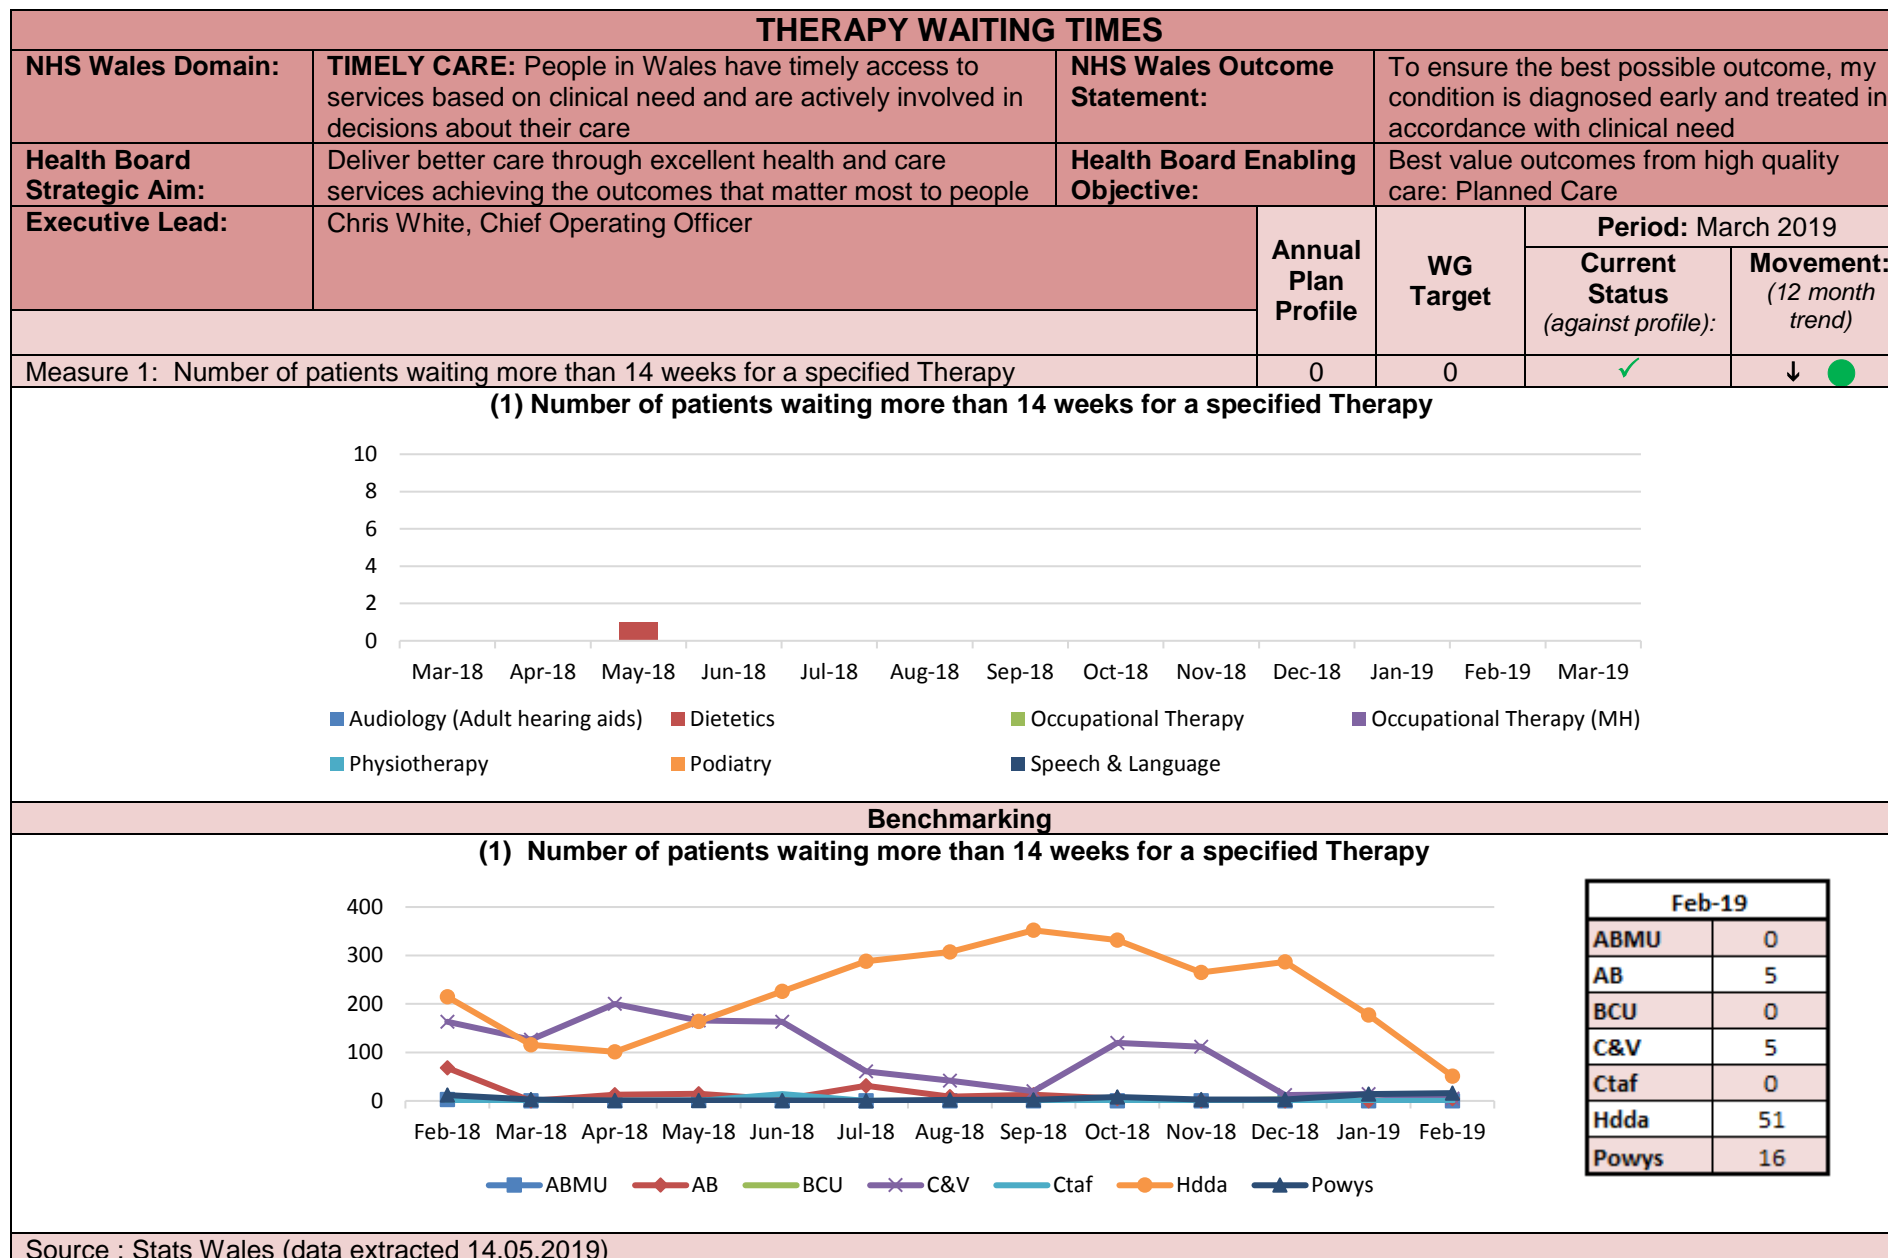 THERAPY WAITING TIMES
NHS Wales Domain:
TIMELY CARE: People in Wales have timely access to
services based on clinical need and are actively involved in
decisions about their care
NHS Wales Outcome
Statement:
To ensure the best possible outcome, my
condition is diagnosed early and treated in
accordance with clinical need
Health Board
Strategic Aim:
Deliver better care through excellent health and care
services achieving the outcomes that matter most to people
Health Board Enabling
Objective:
Best value outcomes from high quality
care: Planned Care
Executive Lead:
Chris White, Chief Operating Officer
Annual
Plan
Profile
WG
Target
Period: March 2019
Current
Status
(against profile):
Movement:
(12 month
trend)
Measure 1: Number of patients waiting more than 14 weeks for a specified Therapy
0
0
✓
↓
(1) Number of patients waiting more than 14 weeks for a specified Therapy
10
8
6
4
2
0
Mar-18 Apr-18 May-18 Jun-18 Jul-18 Aug-18 Sep-18 Oct-18 Nov-18 Dec-18 Jan-19 Feb-19 Mar-19
Audiology (Adult hearing aids) Dietetics Occupational Therapy Occupational Therapy (MH)
Physiotherapy Podiatry Speech & Language
Benchmarking
(1) Number of patients waiting more than 14 weeks for a specified Therapy
400
300
200
100
0
Feb-18 Mar-18 Apr-18 May-18 Jun-18 Jul-18 Aug-18 Sep-18 Oct-18 Nov-18 Dec-18 Jan-19 Feb-19
ABMU AB BCU C&V Ctaf Hdda Powys
Feb-19
ABMU 0
AB 5
BCU 0
C&V 5
Ctaf 0
Hdda 51
Powys 16
Source : Stats Wales (data extracted 14.05.2019)